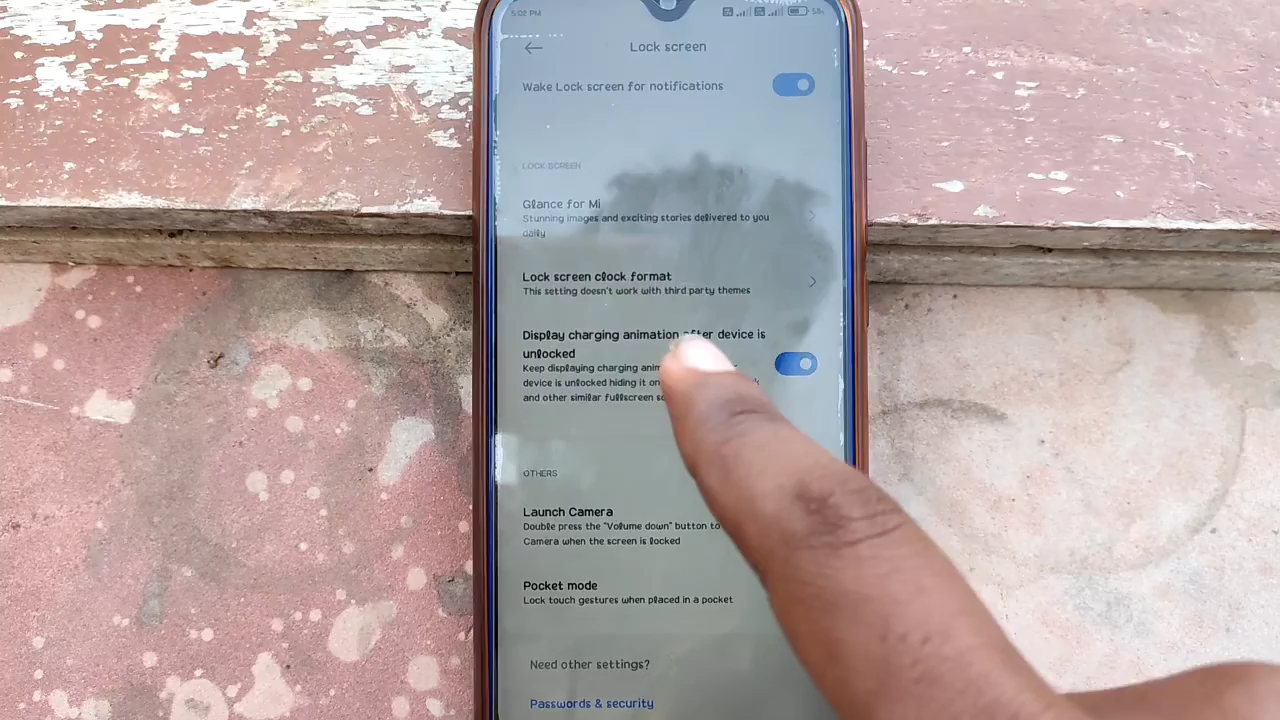 5:02 PM
58
Lock screen
Wake Lock screen for notifications
LOCK SCREEN
Glance for Mi
Stunning images and exciting stories delivered to you
daily
Lock screen clock format
This setting doesn't work with third party themes
Display charging animation after device is
unlocked
Keep displaying charging
device is unlocked hiding it
and other similar fullscreen
OTHERS
Launch Camera
Double press the "Volume down" button to
Camera when the screen is locked
Pocket mode
Lock touch gestures when placed in a pocket
Need other settings?
Passwords & security